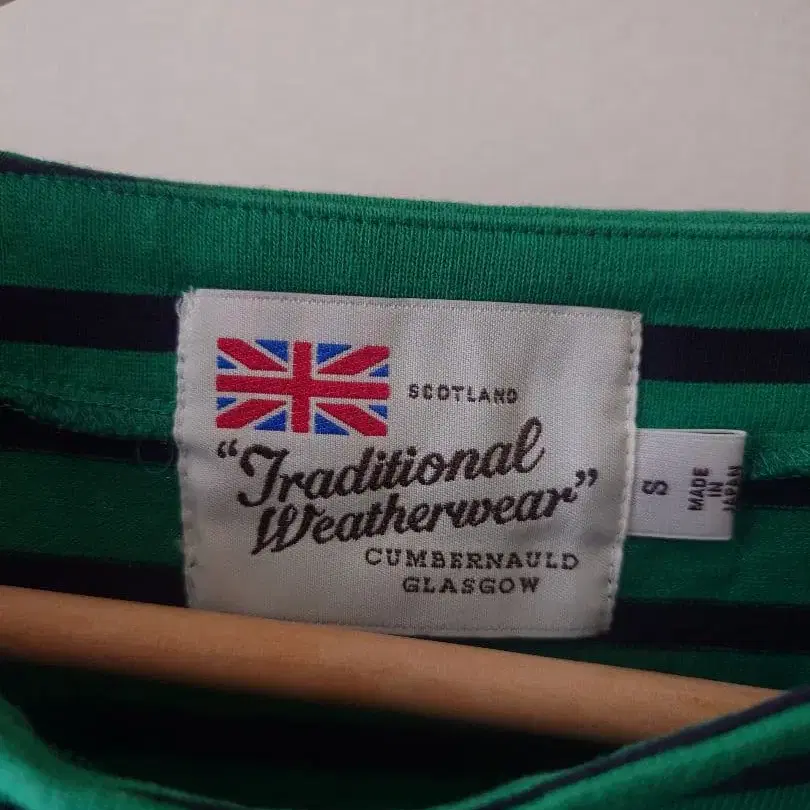 SCOTLAND
"Traditional
Weatherwear"
CUMBERNAULD
GLASGOW
S
MADE
IN
JAPAN